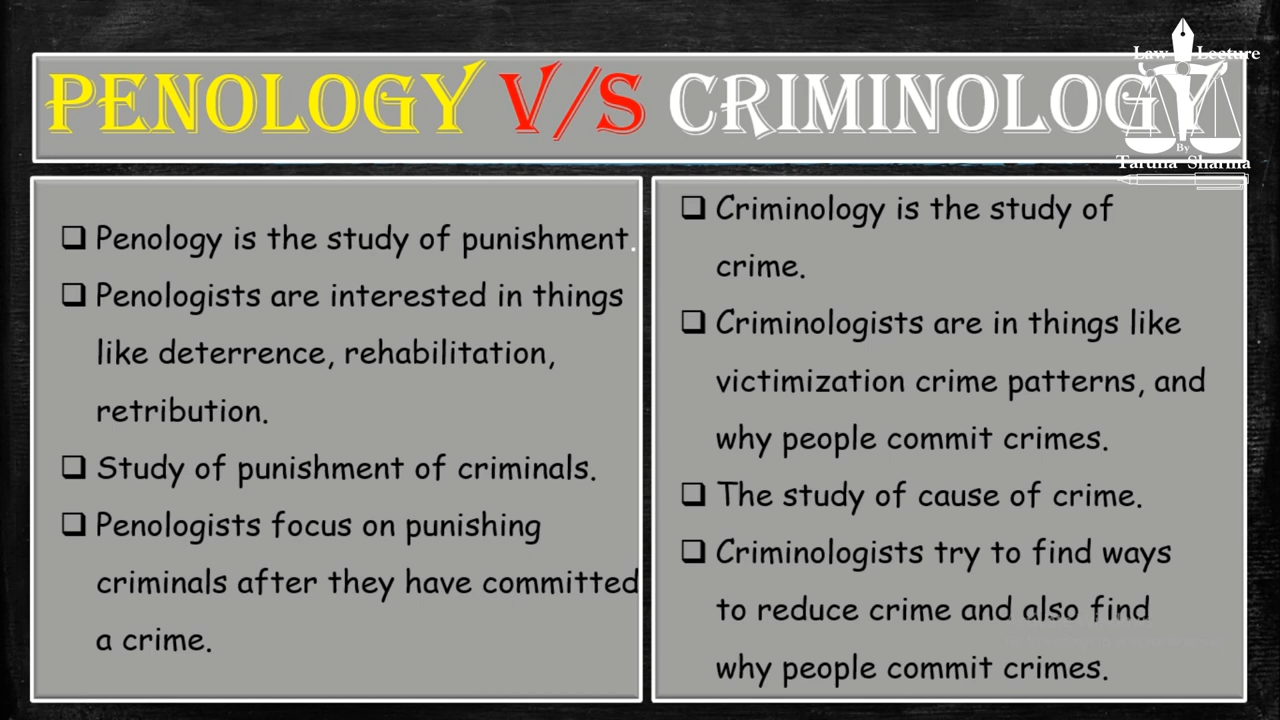 PENOLOGY V/S CRIMINOLOGY
Law Lecture
By
Taruna Sharma
❑ Penology is the study of punishment.
❑ Penologists are interested in things
like deterrence, rehabilitation,
retribution.
❑ Study of punishment of criminals.
❑ Penologists focus on punishing
criminals after they have committed
a crime.
❑ Criminology is the study of
crime.
❑ Criminologists are in things like
victimization crime patterns, and
why people commit crimes.
❑ The study of cause of crime.
❑ Criminologists try to find ways
to reduce crime and also find
why people commit crimes.